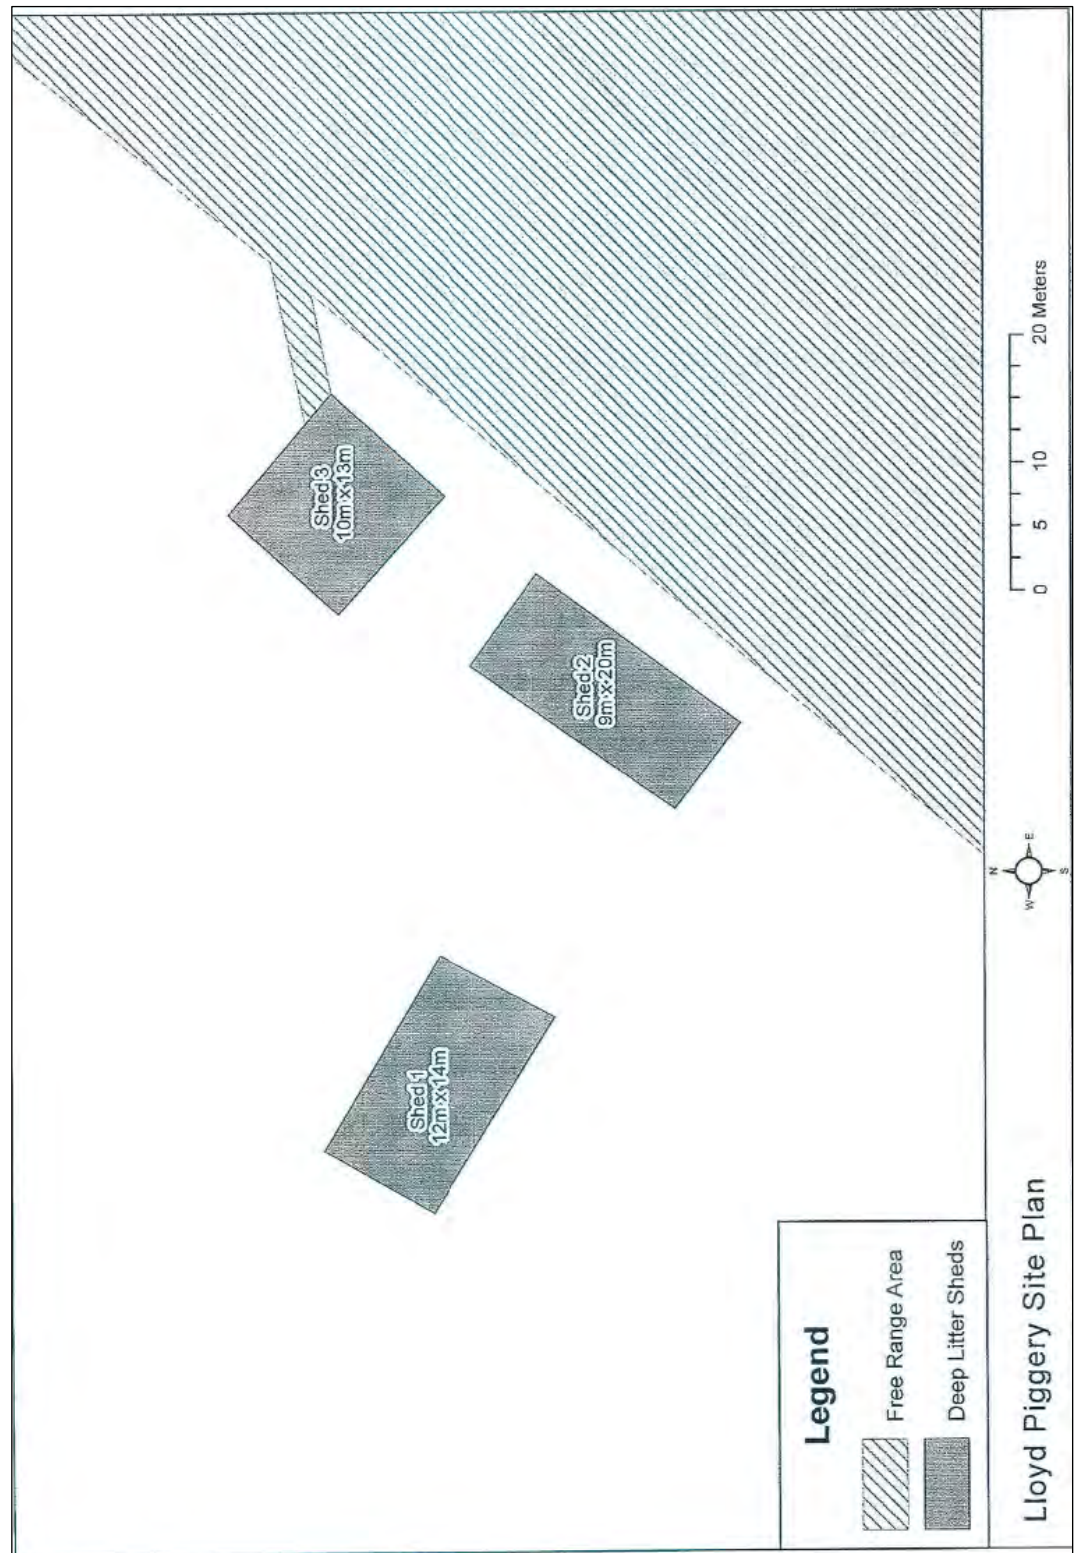 Shed 3
10m x 13m
Shed 2
9m x 20m
Shed 1
12m x 14m
Legend
Free Range Area
Deep Litter Sheds
Lloyd Piggery Site Plan
N
W E
S
0 5 10 20 Meters